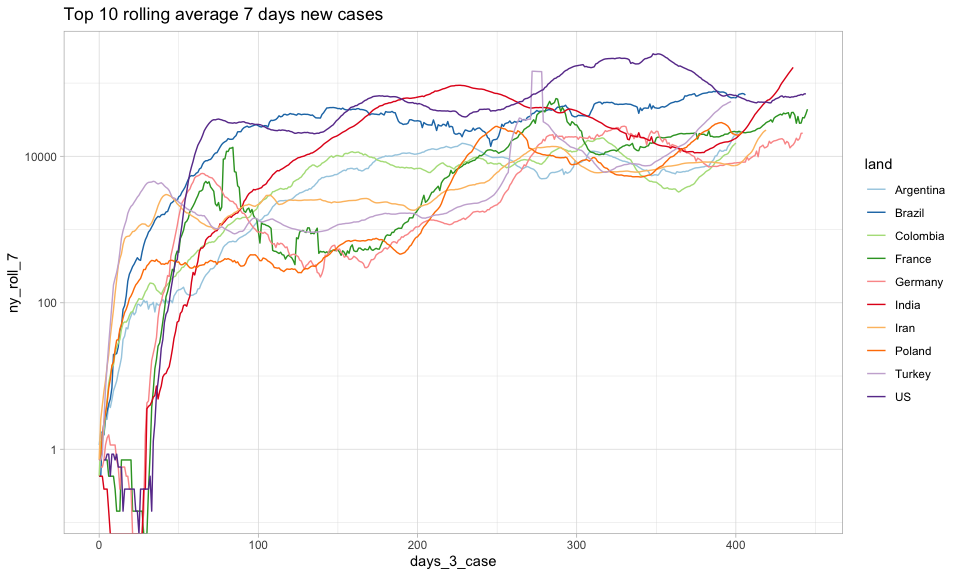 Top 10 rolling average 7 days new cases
ny_roll_7
10000
100
1
0 100 200 300 400
days_3_case
land
Argentina
Brazil
Colombia
France
Germany
India
Iran
Poland
Turkey
US